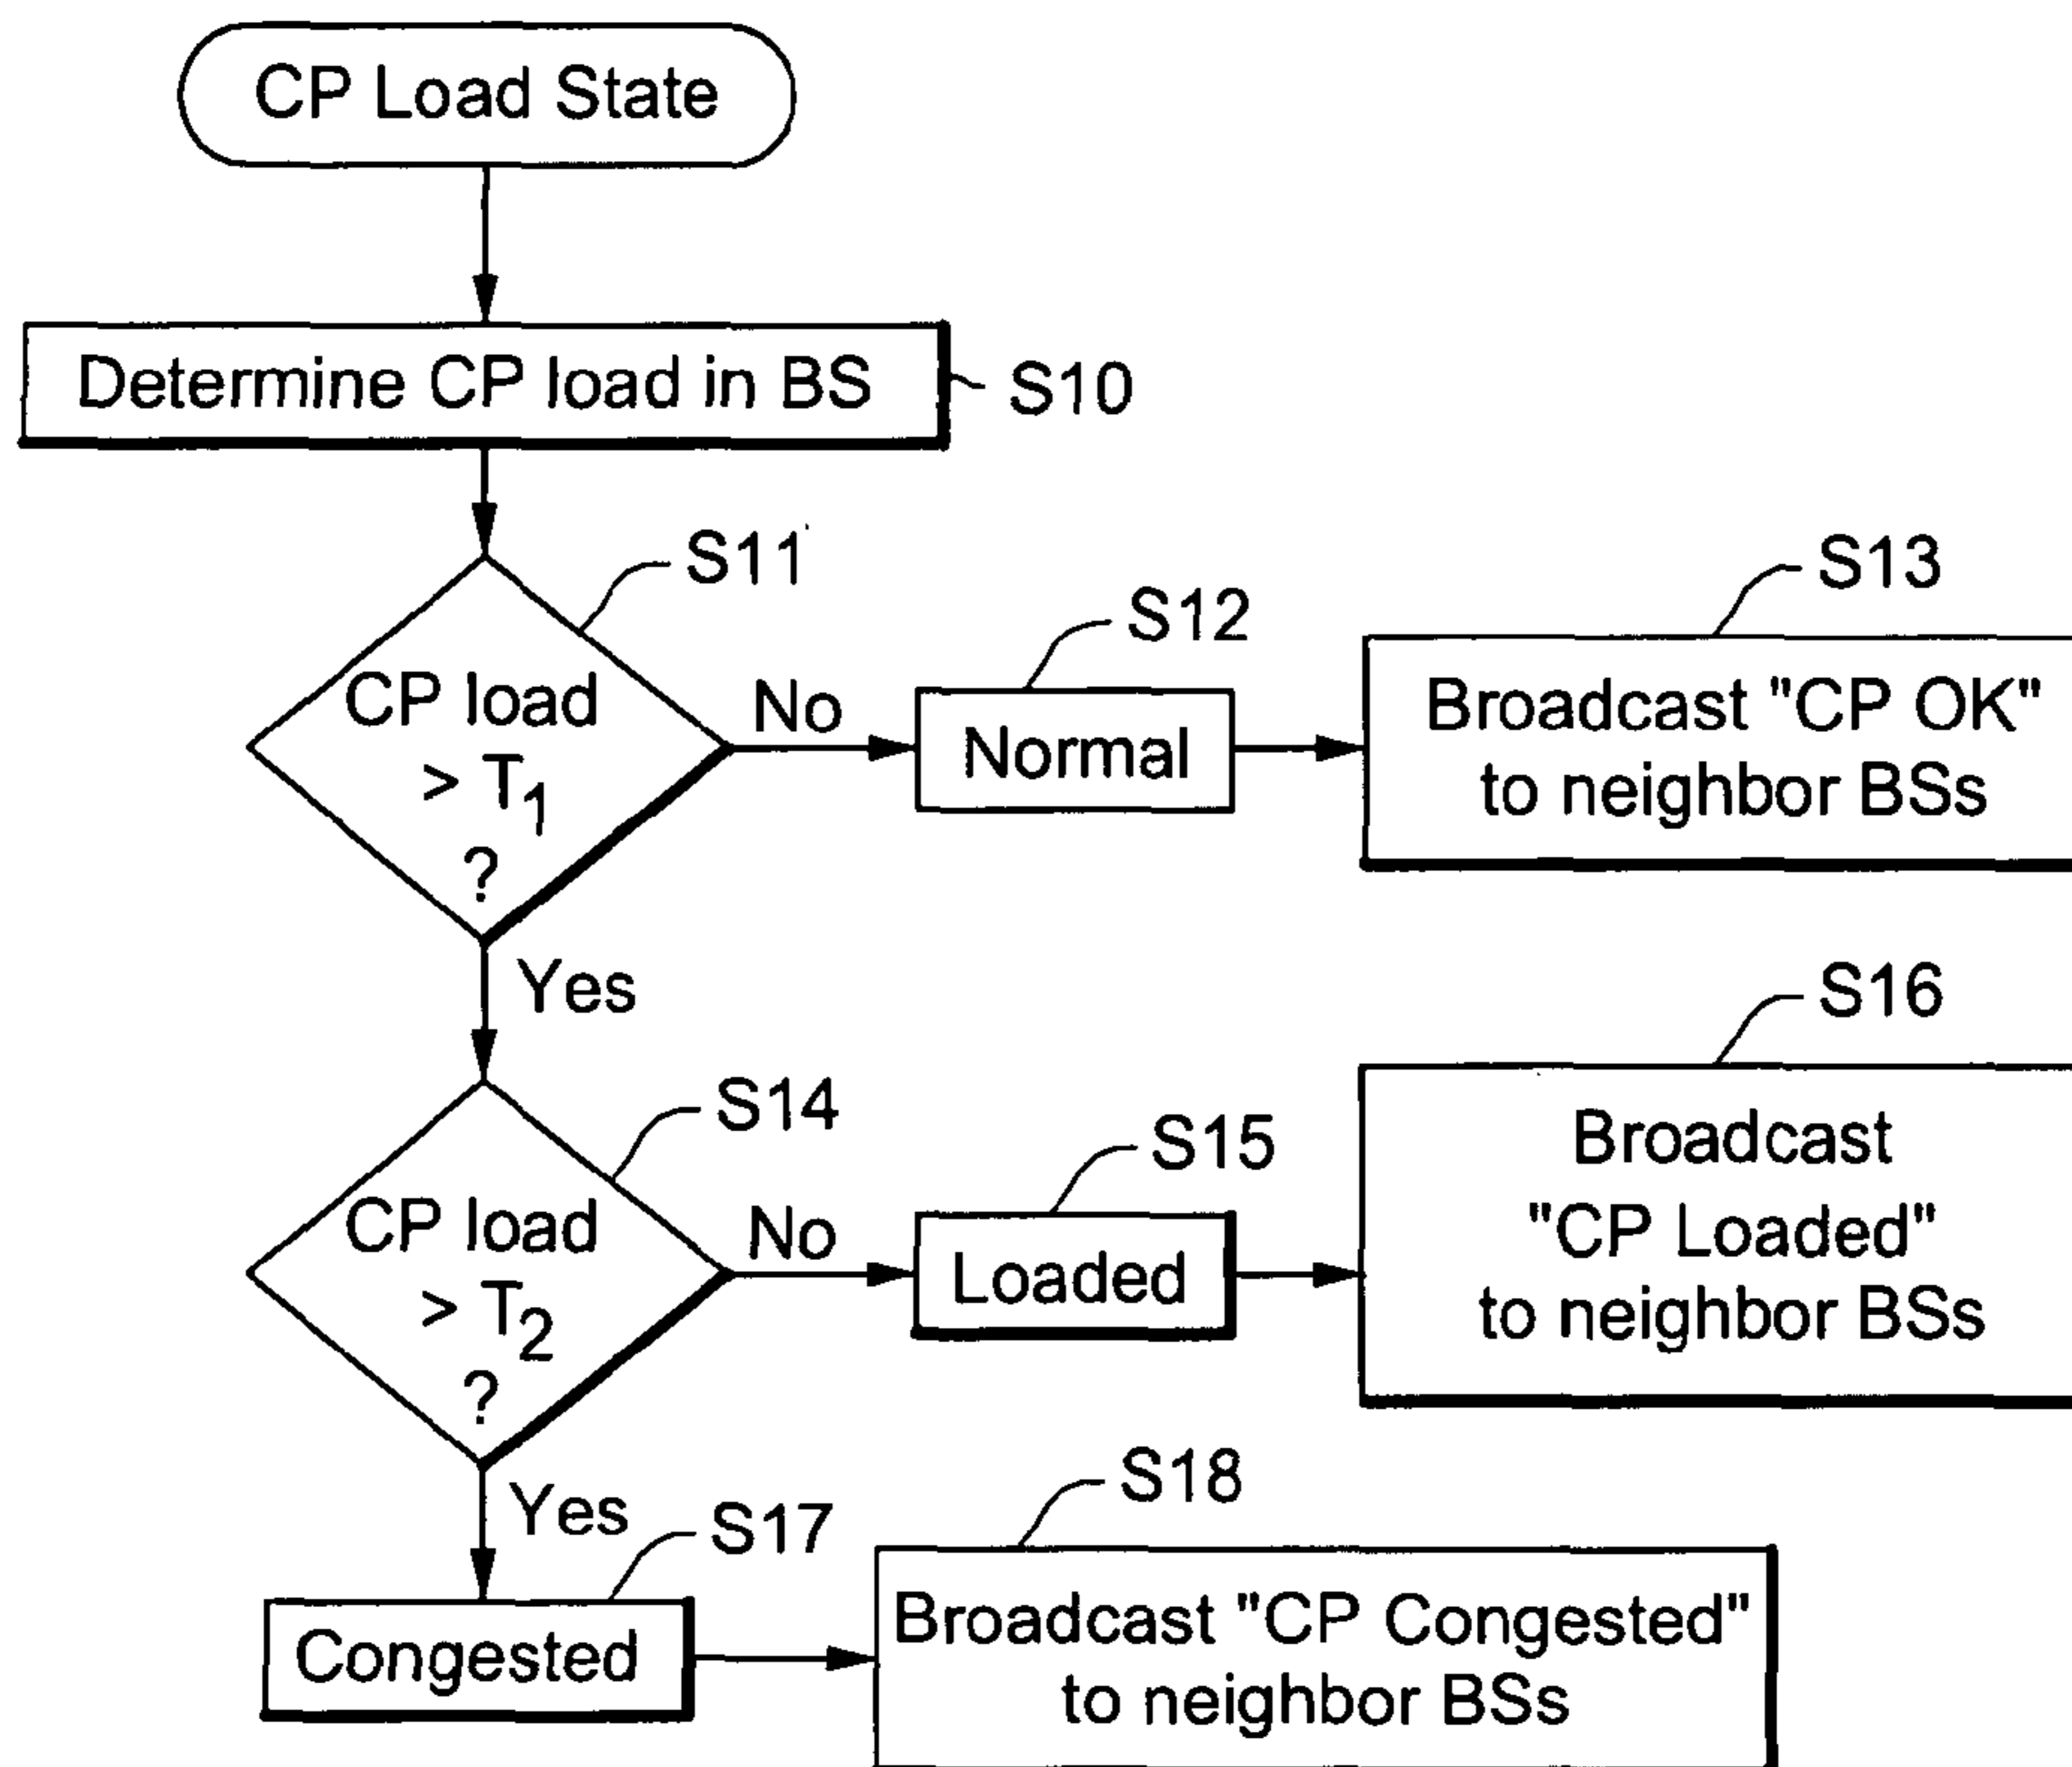 CP Load State
Determine CP load in BS
S10
S11
CP load
> T1
?
No
S12
Normal
S13
Broadcast "CP OK"
to neighbor BSs
Yes
S14
CP load
> T2
?
No
S15
Loaded
S16
Broadcast
"CP Loaded"
to neighbor BSs
Yes
S17
Congested
S18
Broadcast "CP Congested"
to neighbor BSs